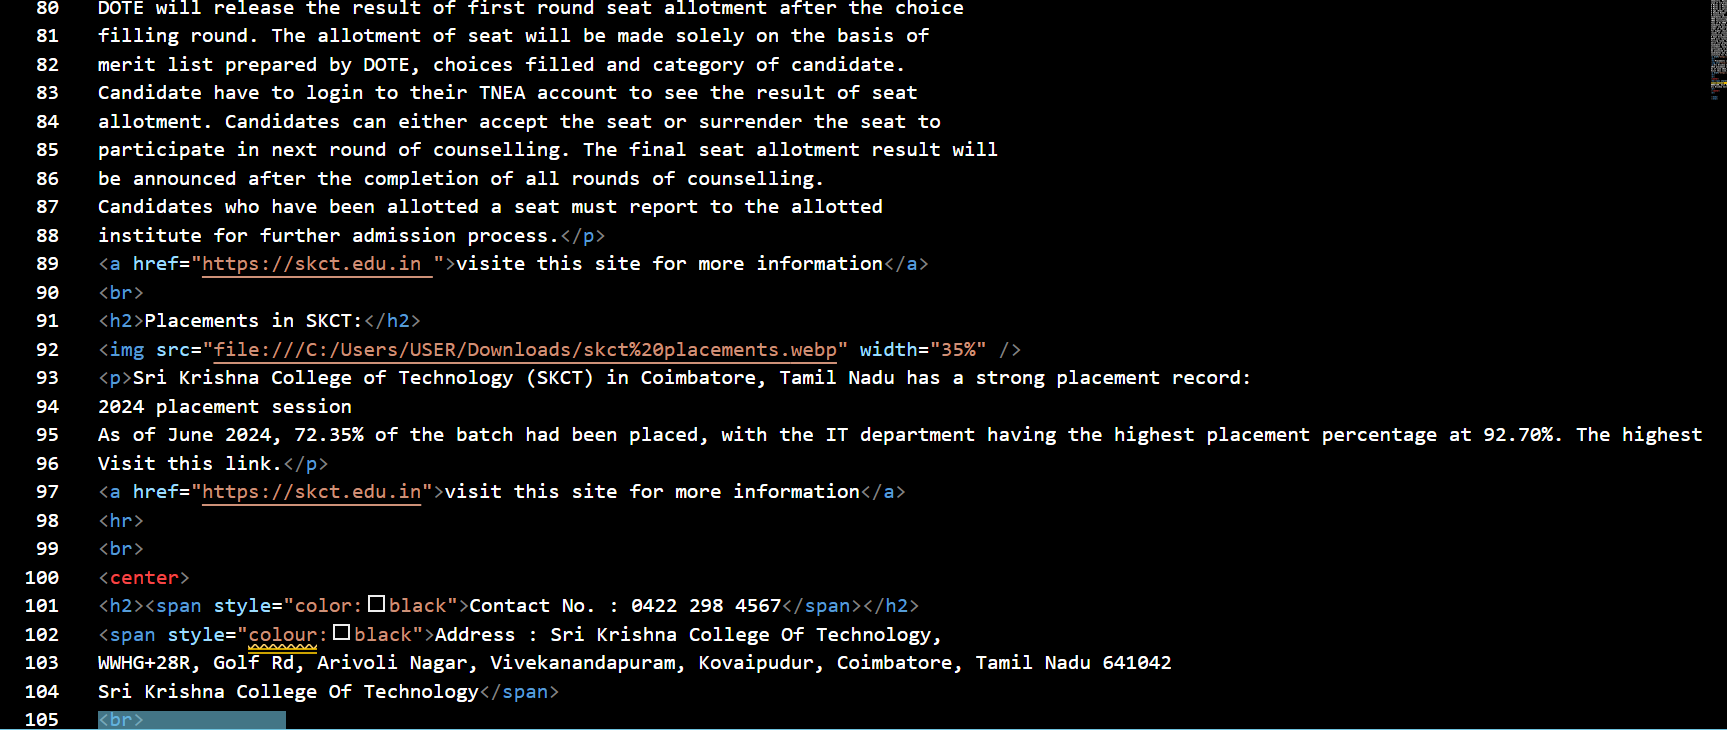 80 DOTE will release the result of first round seat allotment after the choice
81 filling round. The allotment of seat will be made solely on the basis of
82 merit list prepared by DOTE, choices filled and category of candidate.
83 Candidate have to login to their TNEA account to see the result of seat
84 allotment. Candidates can either accept the seat or surrender the seat to
85 participate in next round of counselling. The final seat allotment result will
86 be announced after the completion of all rounds of counselling.
87 Candidates who have been allotted a seat must report to the allotted
88 institute for further admission process.</p>
89 <a href="https://skct.edu.in ">visite this site for more information</a>
90 <br>
91 <h2>Placements in SKCT:</h2>
92 <img src="file:///C:/Users/USER/Downloads/skct%20placements.webp" width="35%" />
93 <p>Sri Krishna College of Technology (SKCT) in Coimbatore, Tamil Nadu has a strong placement record:
94 2024 placement session
95 As of June 2024, 72.35% of the batch had been placed, with the IT department having the highest placement percentage at 92.70%. The highest
96 Visit this link.</p>
97 <a href="https://skct.edu.in">visit this site for more information</a>
98 <hr>
99 <br>
100 <center>
101 <h2><span style="color:black">Contact No. : 0422 298 4567</span></h2>
102 <span style="colour:black">Address : Sri Krishna College Of Technology,
103 WWHG+28R, Golf Rd, Arivoli Nagar, Vivekanandapuram, Kovaipudur, Coimbatore, Tamil Nadu 641042
104 Sri Krishna College Of Technology</span>
105 <br>